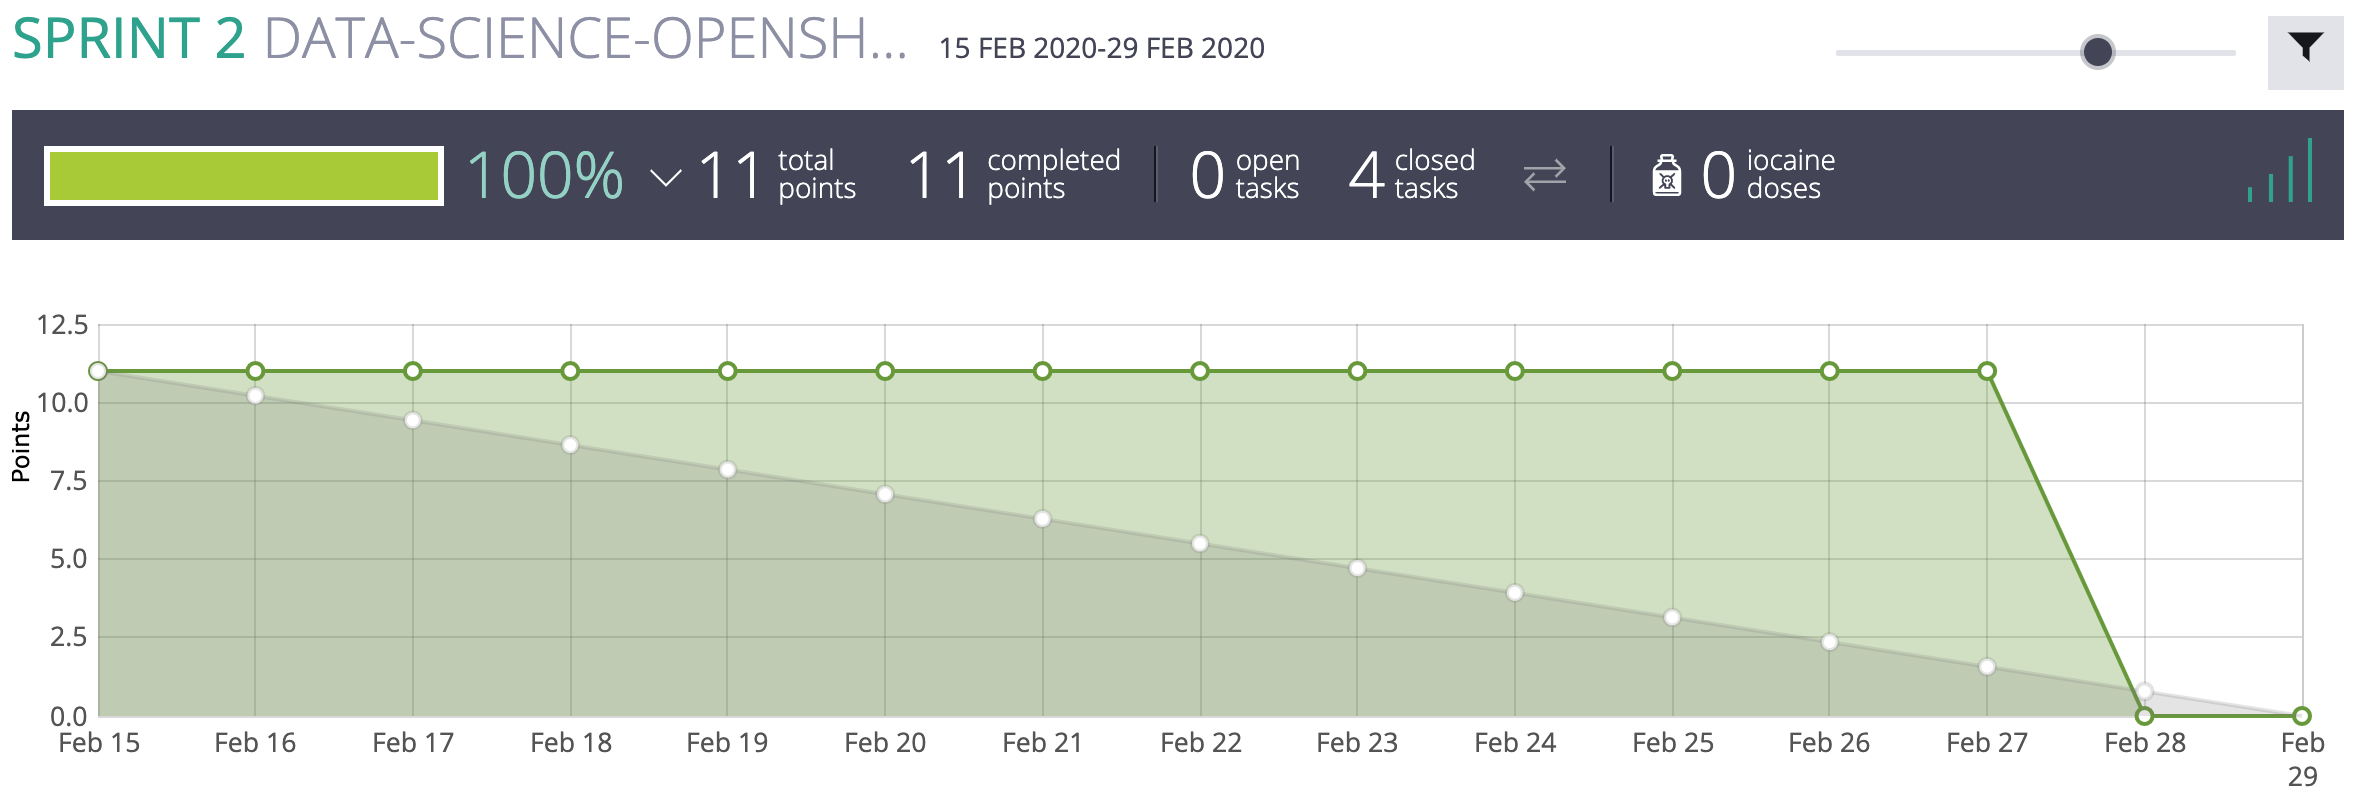 SPRINT 2 DATA-SCIENCE-OPENSH... 15 FEB 2020-29 FEB 2020
100% 11 total points 11 completed points 0 open tasks 4 closed tasks 0 iocaine doses
12.5
10.0
7.5
5.0
2.5
0.0
Points
Feb 15 Feb 16 Feb 17 Feb 18 Feb 19 Feb 20 Feb 21 Feb 22 Feb 23 Feb 24 Feb 25 Feb 26 Feb 27 Feb 28 Feb 29